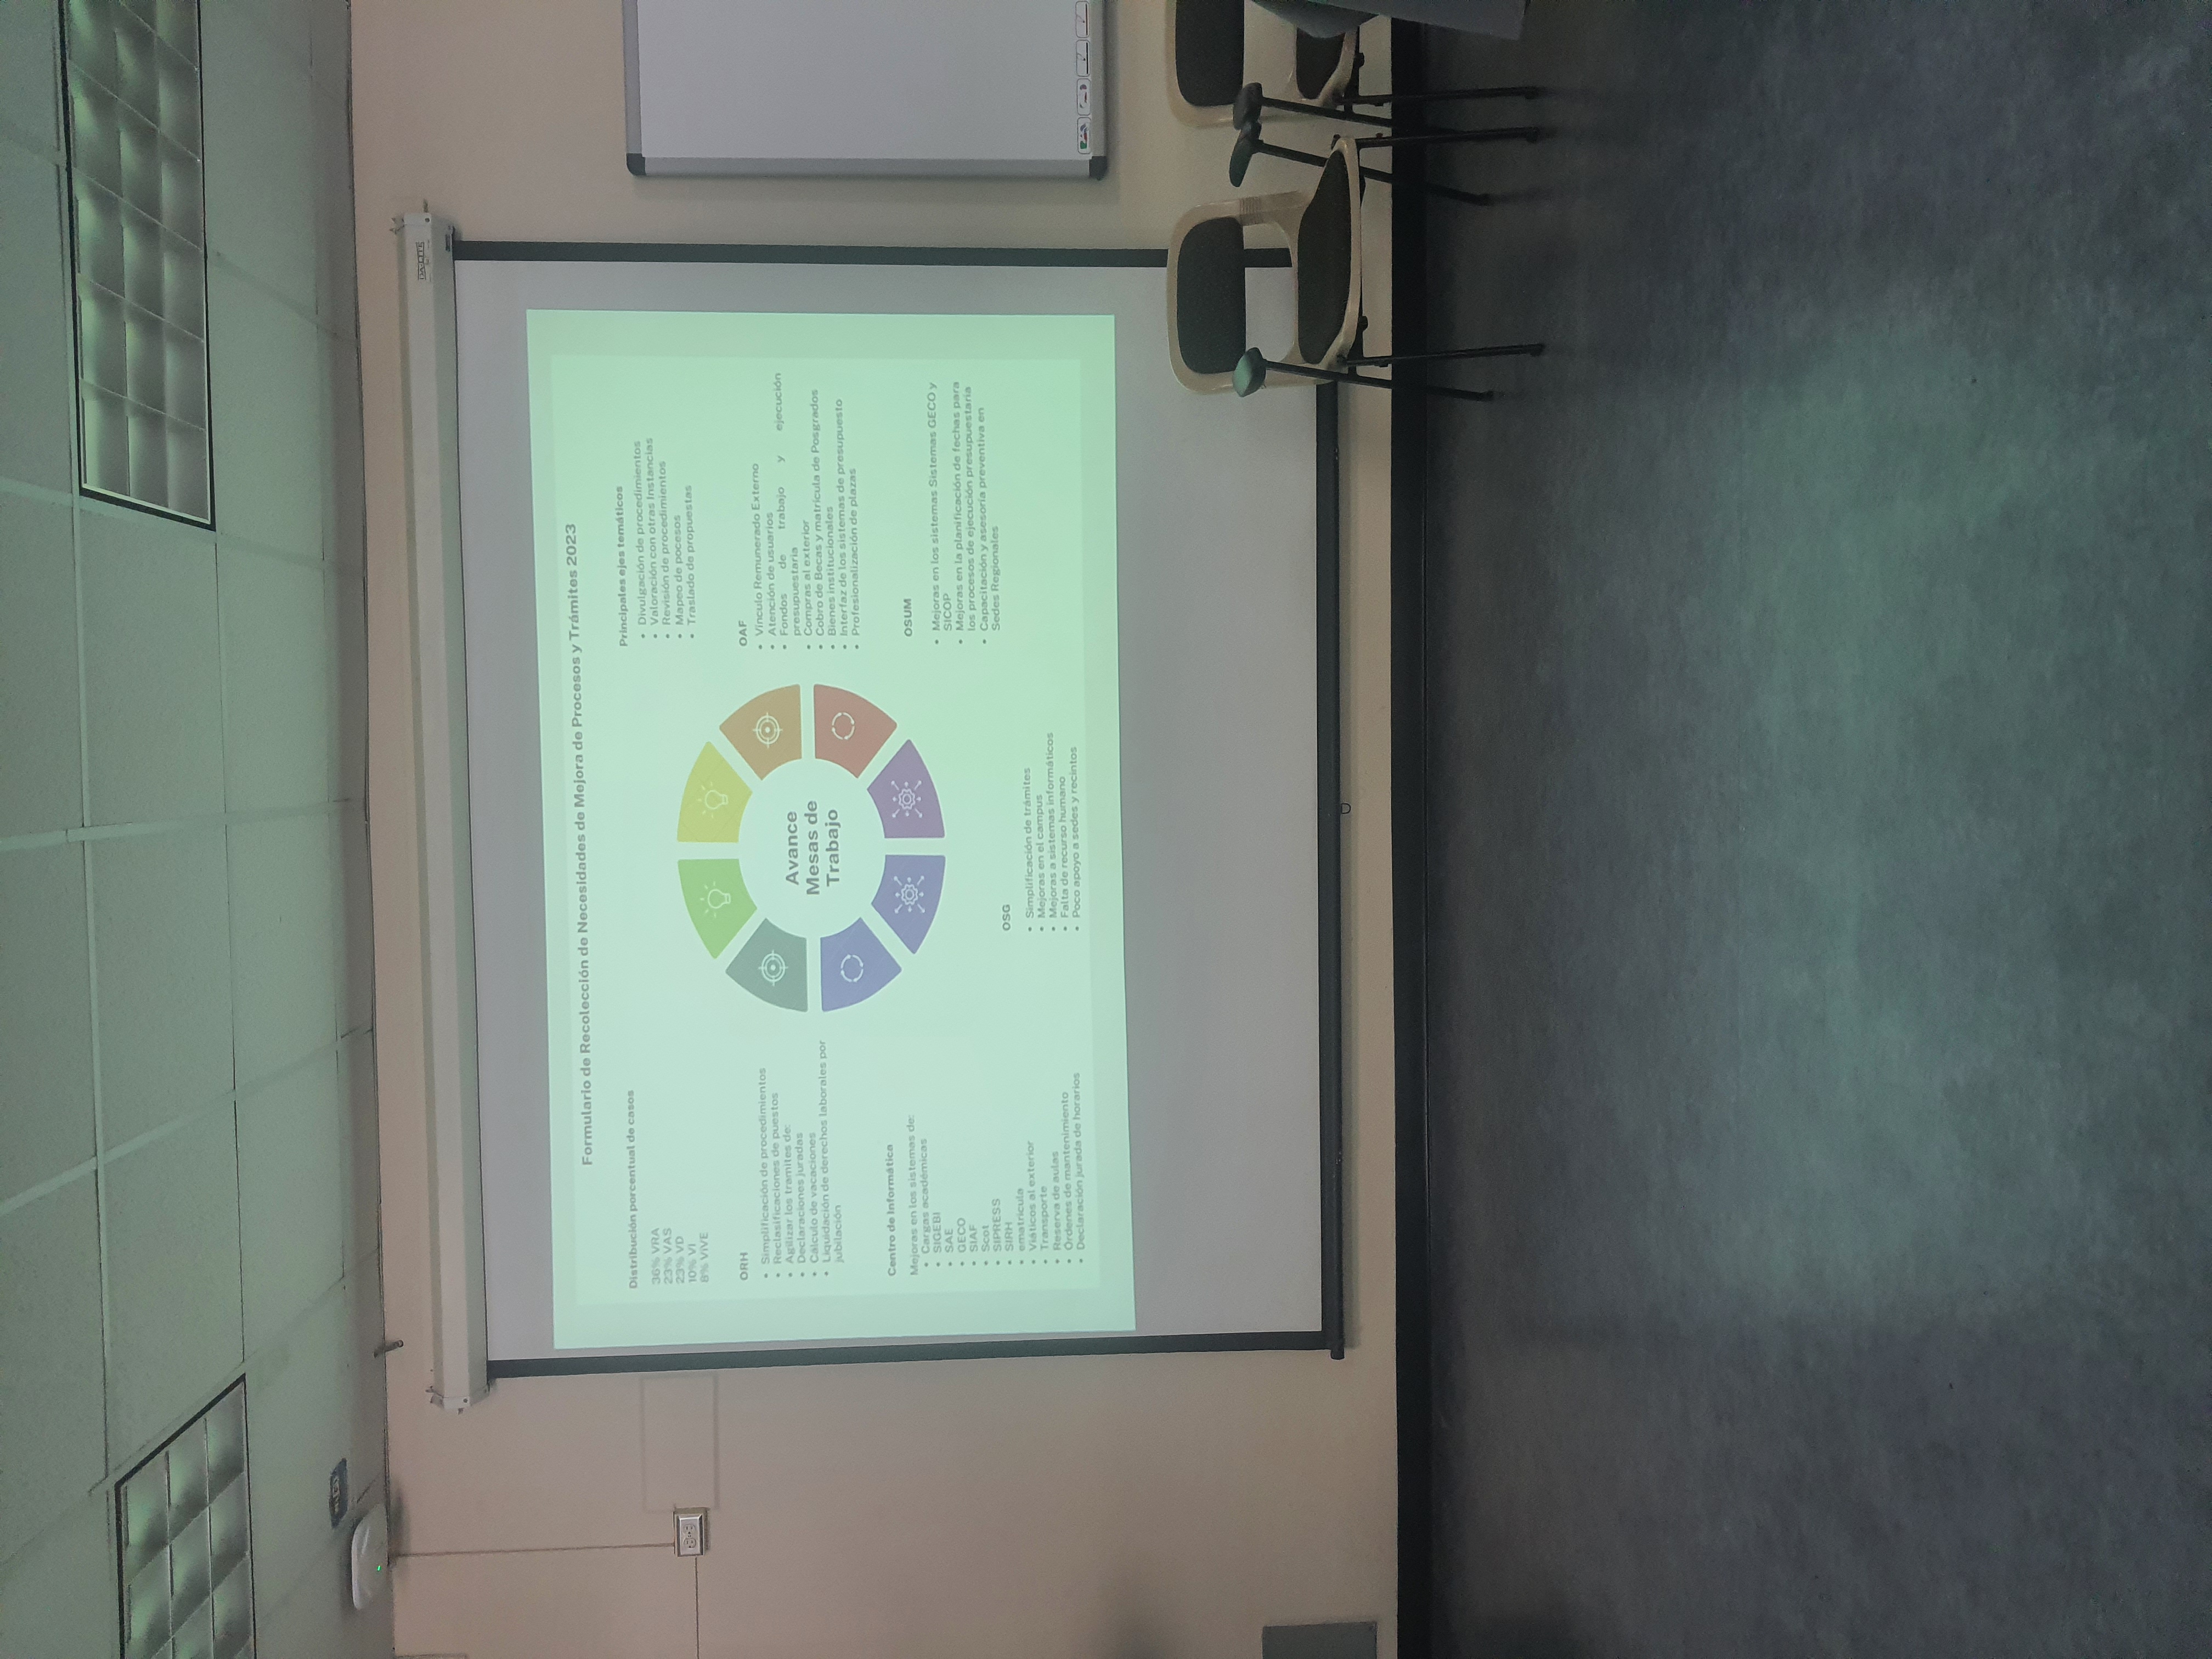 DA-LITE
Formulario de Recolección de Necesidades de Mejora de Procesos y Trámites 2023
Distribución porcentual de casos
36% VRA
23% VAS
23% VD
10% VI
8% ViVE
ORH
• Simplificación de procedimientos
• Reclasificaciones de puestos
• Agilizar los tramites de:
• Declaraciones juradas
• Cálculo de vacaciones
• Liquidación de derechos laborales por
jubilación
Centro de Informática
Mejoras en los sistemas de:
• Cargas académicas
• SIGEBI
• SAE
• GECO
• SIAF
• Scot
• SIPRESS
• SIRH
• ematricula
• Viáticos al exterior
• Transporte
• Reserva de aulas
• Órdenes de mantenimiento
• Declaración jurada de horarios
Avance
Mesas de
Trabajo
OSG
• Simplificación de trámites
• Mejoras en el campus
• Mejoras a sistemas informáticos
• Falta de recurso humano
• Poco apoyo a sedes y recintos
Principales ejes temáticos
• Divulgación de procedimientos
• Valoración con otras Instancias
• Revisión de procedimientos
• Mapeo de pocesos
• Traslado de propuestas
OAF
• Vínculo Remunerado Externo
• Atención de usuarios
• Fondos de trabajo y ejecución
presupuestaria
• Compras al exterior
• Cobro de Becas y matrícula de Posgrados
• Bienes institucionales
• Interfaz de los sistemas de presupuesto
• Profesionalización de plazas
OSUM
• Mejoras en los sistemas Sistemas GECO y
SICOP
• Mejoras en la planificación de fechas para
los procesos de ejecución presupuestaria
• Capacitación y asesoría preventiva en
Sedes Regionales